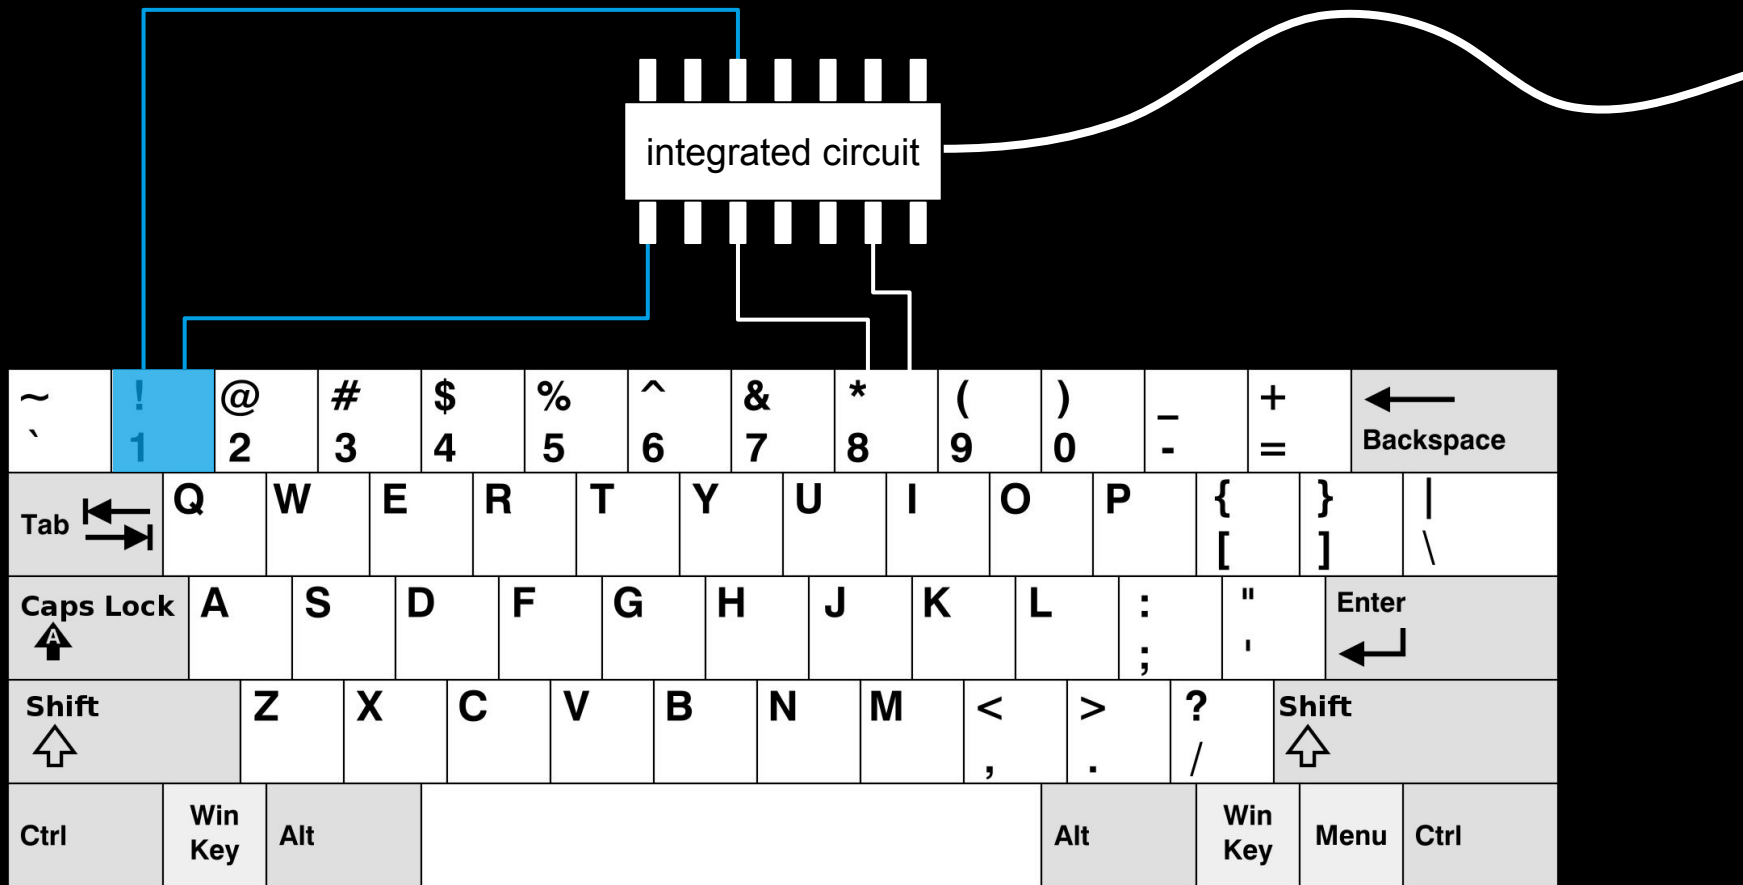 integrated circuit
~ ! @ # $ % ^ & * ( ) _ +
` 1 2 3 4 5 6 7 8 9 0 - = Backspace
Tab Q W E R T Y U I O P { } |
[ ] \
Caps Lock A S D F G H J K L : " Enter
A ; '
Shift Z X C V B N M < > ? Shift
, . /
Ctrl Win Key Alt Alt Win Key Menu Ctrl